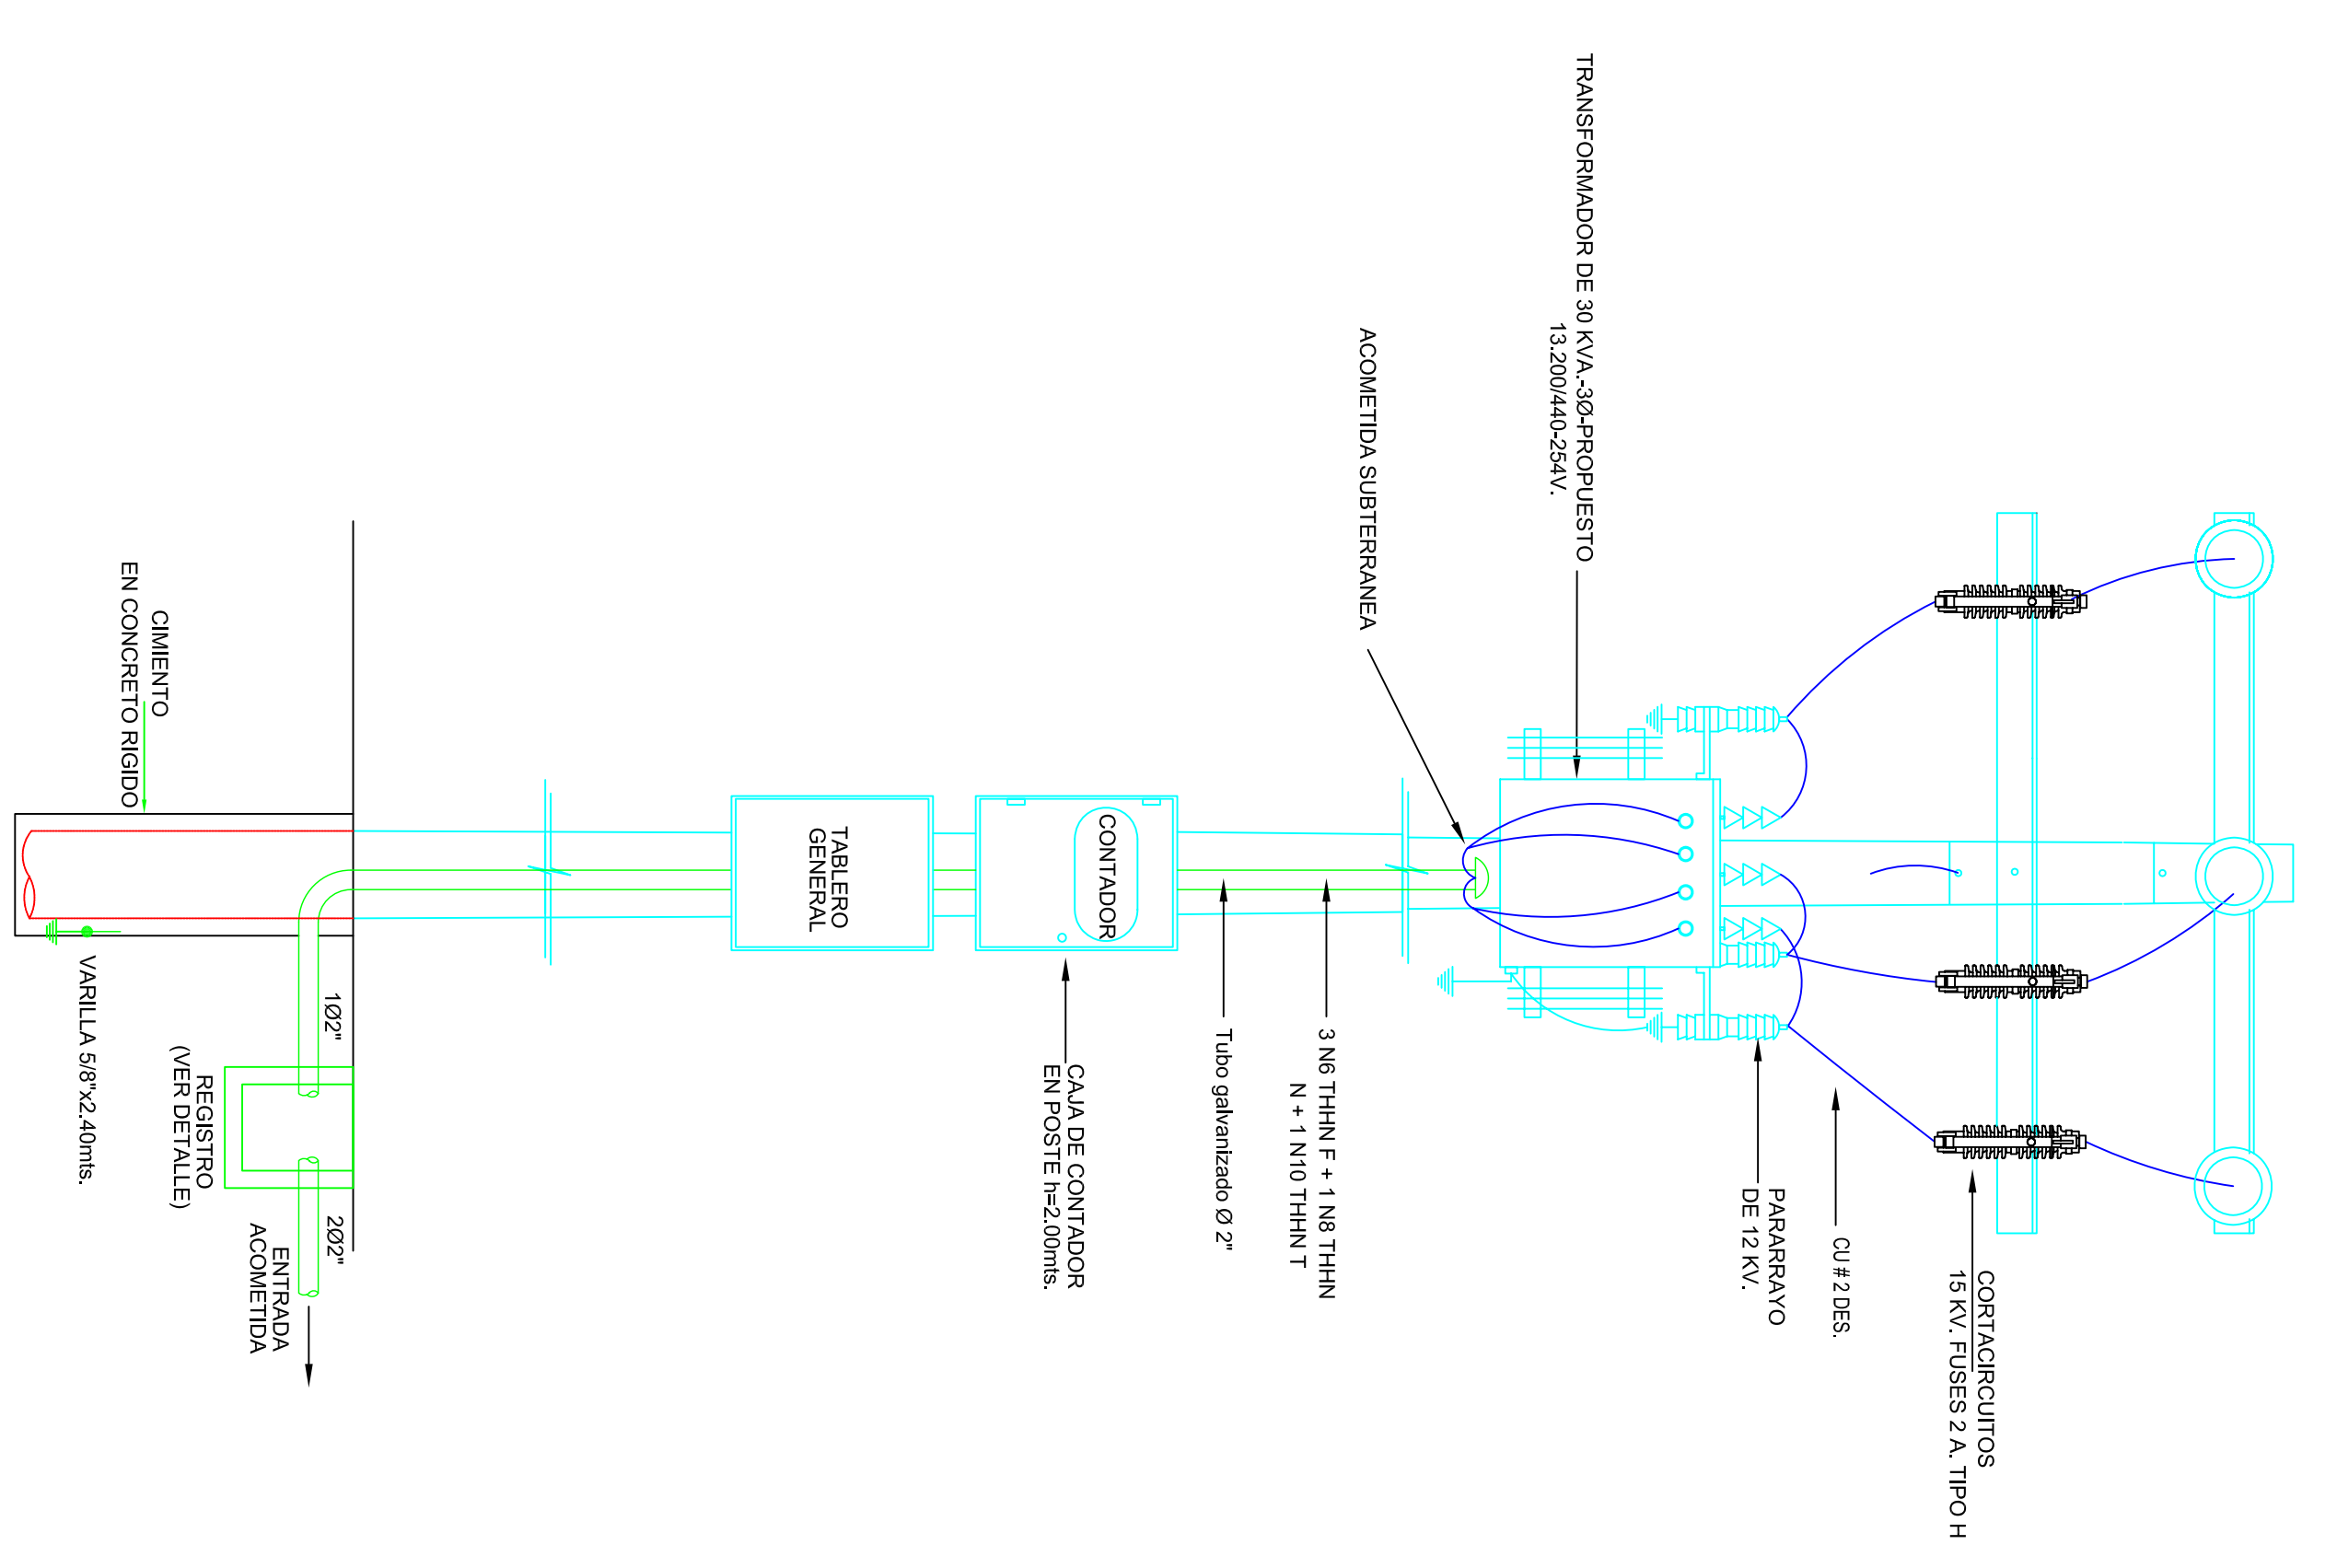 CORTACIRCUITOS
15 KV. FUSES 2 A. TIPO H
CU # 2 DES.
PARARRAYO
DE 12 KV.
TRANSFORMADOR DE 30 KVA.-3Ø-PROPUESTO
13.200/440-254V.
ACOMETIDA SUBTERRANEA
3 N6 THHN F + 1 N8 THHN
N + 1 N10 THHN T
Tubo galvanizado Ø 2"
CONTADOR
CAJA DE CONTADOR
EN POSTE h=2.00mts.
TABLERO
GENERAL
1Ø2"
2Ø2"
ENTRADA
ACOMETIDA
REGISTRO
(VER DETALLE)
CIMIENTO
EN CONCRETO RIGIDO
VARILLA 5/8"x2.40mts.